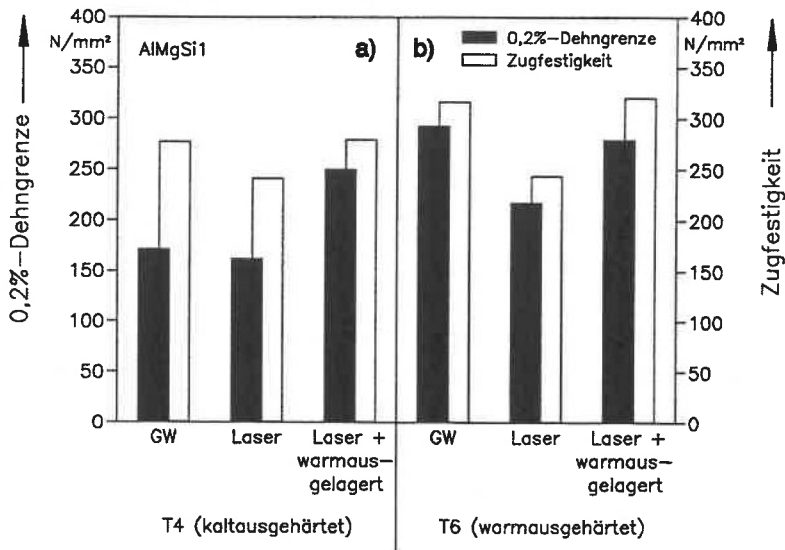 400
N/mm²
350
300
250
200
150
100
50
0
0,2%-Dehngrenze
AlMgSi1
a)
b)
0,2%-Dehngrenze
Zugfestigkeit
400
N/mm²
350
300
250
200
150
100
50
0
Zugfestigkeit
GW
Laser
Laser +
warmaus-
gelagert
GW
Laser
Laser +
warmaus-
gelagert
T4 (kaltausgehärtet)
T6 (warmausgehärtet)